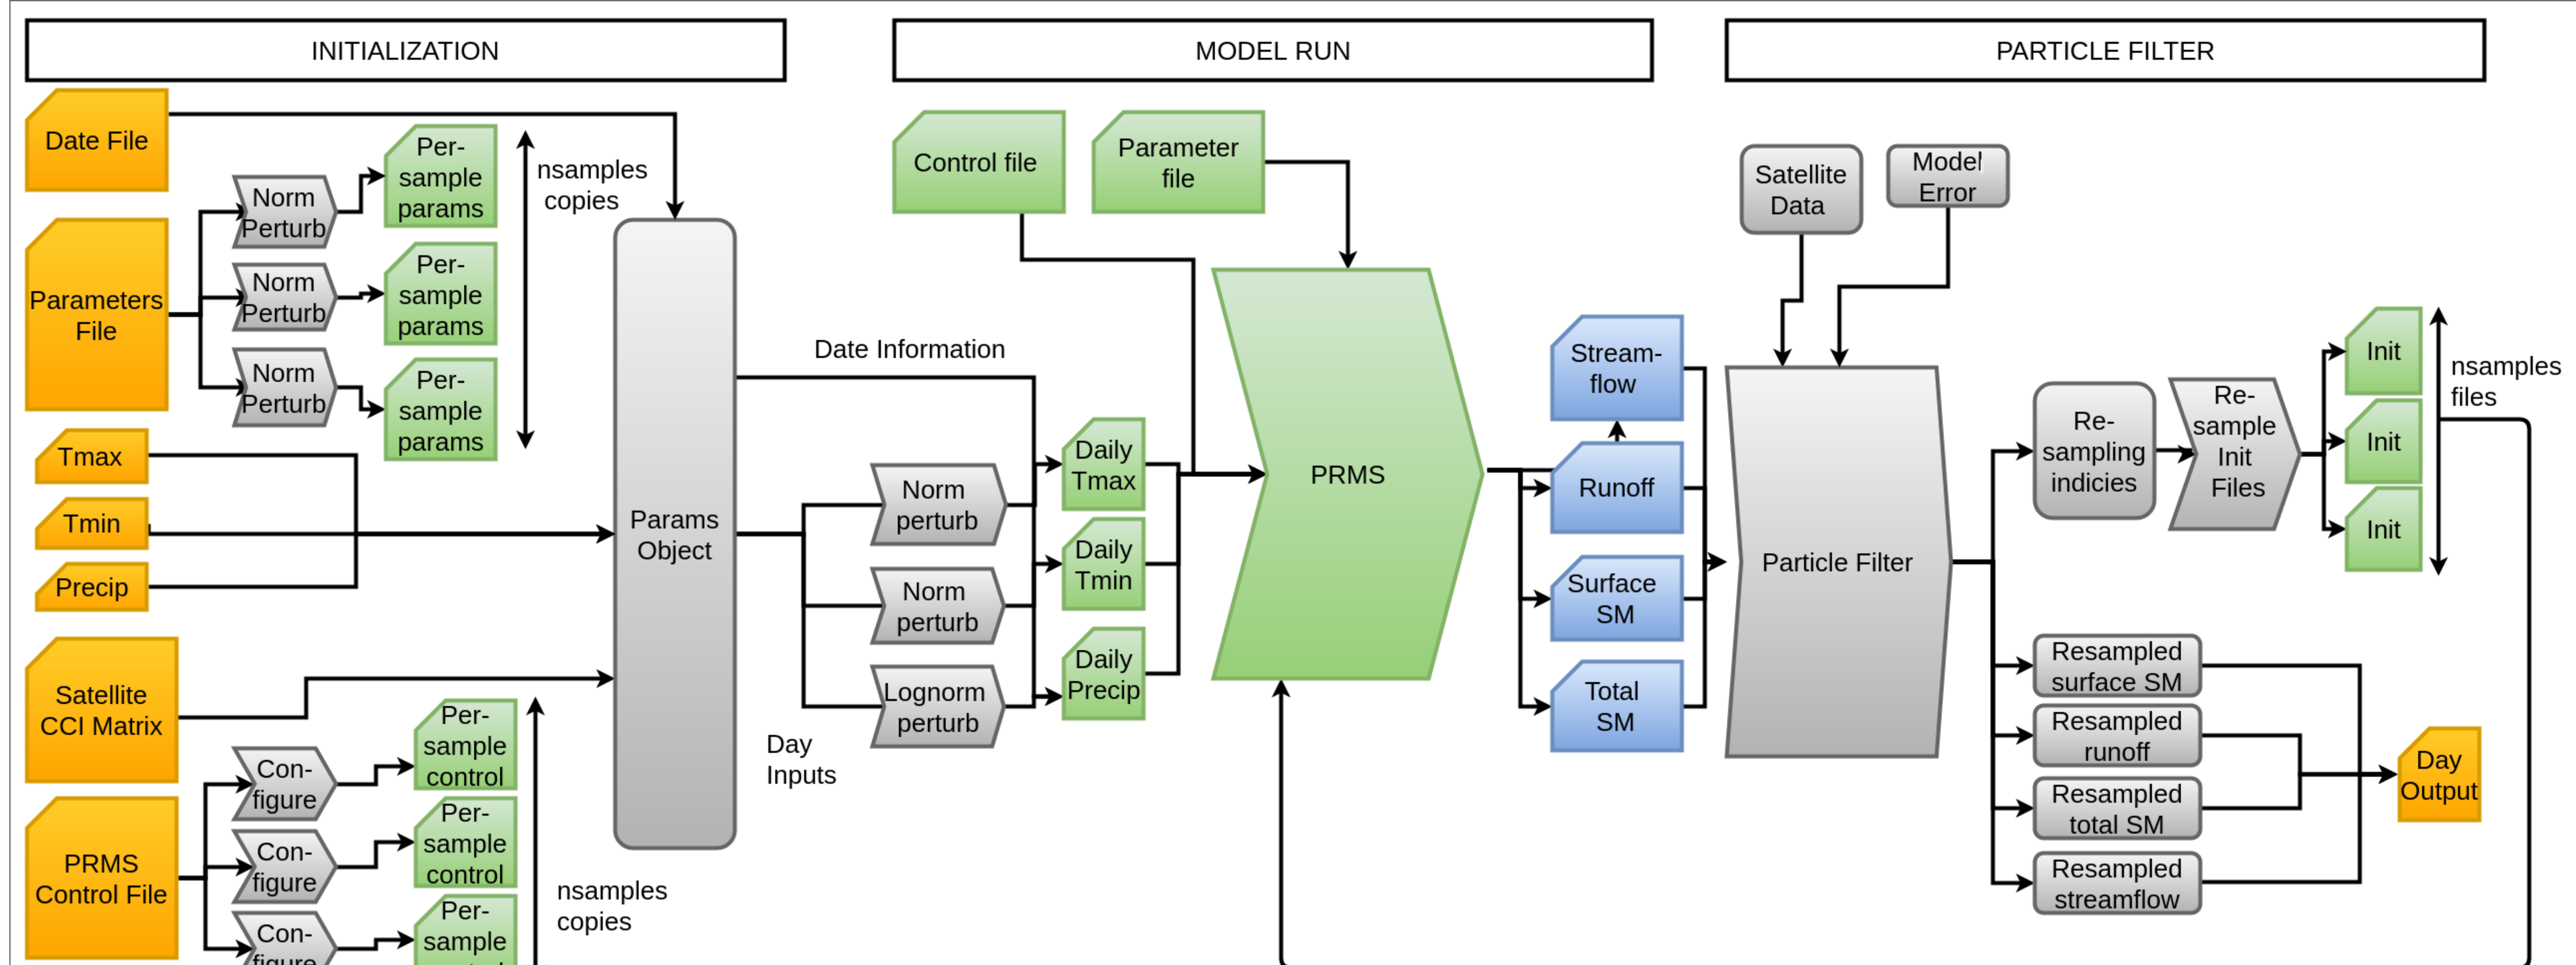 INITIALIZATION
MODEL RUN
PARTICLE FILTER
Date File
Parameters
File
Tmax
Tmin
Precip
Satellite
CCI Matrix
PRMS
Control File
Norm
Perturb
Norm
Perturb
Norm
Perturb
Per-
sample
params
Per-
sample
params
Per-
sample
params
nsamples
copies
Con-
figure
Con-
figure
Con-
figure
Per-
sample
control
Per-
sample
control
Per-
sample
nsamples
copies
Params
Object
Date Information
Day
Inputs
Norm
perturb
Norm
perturb
Lognorm
perturb
Control file
Parameter
file
Daily
Tmax
Daily
Tmin
Daily
Precip
PRMS
Stream-
flow
Runoff
Surface
SM
Total
SM
Satellite
Data
Model
Error
Particle Filter
Re-
sampling
indicies
Re-
sample
Init
Files
Init
Init
Init
nsamples
files
Resampled
surface SM
Resampled
runoff
Resampled
total SM
Resampled
streamflow
Day
Output